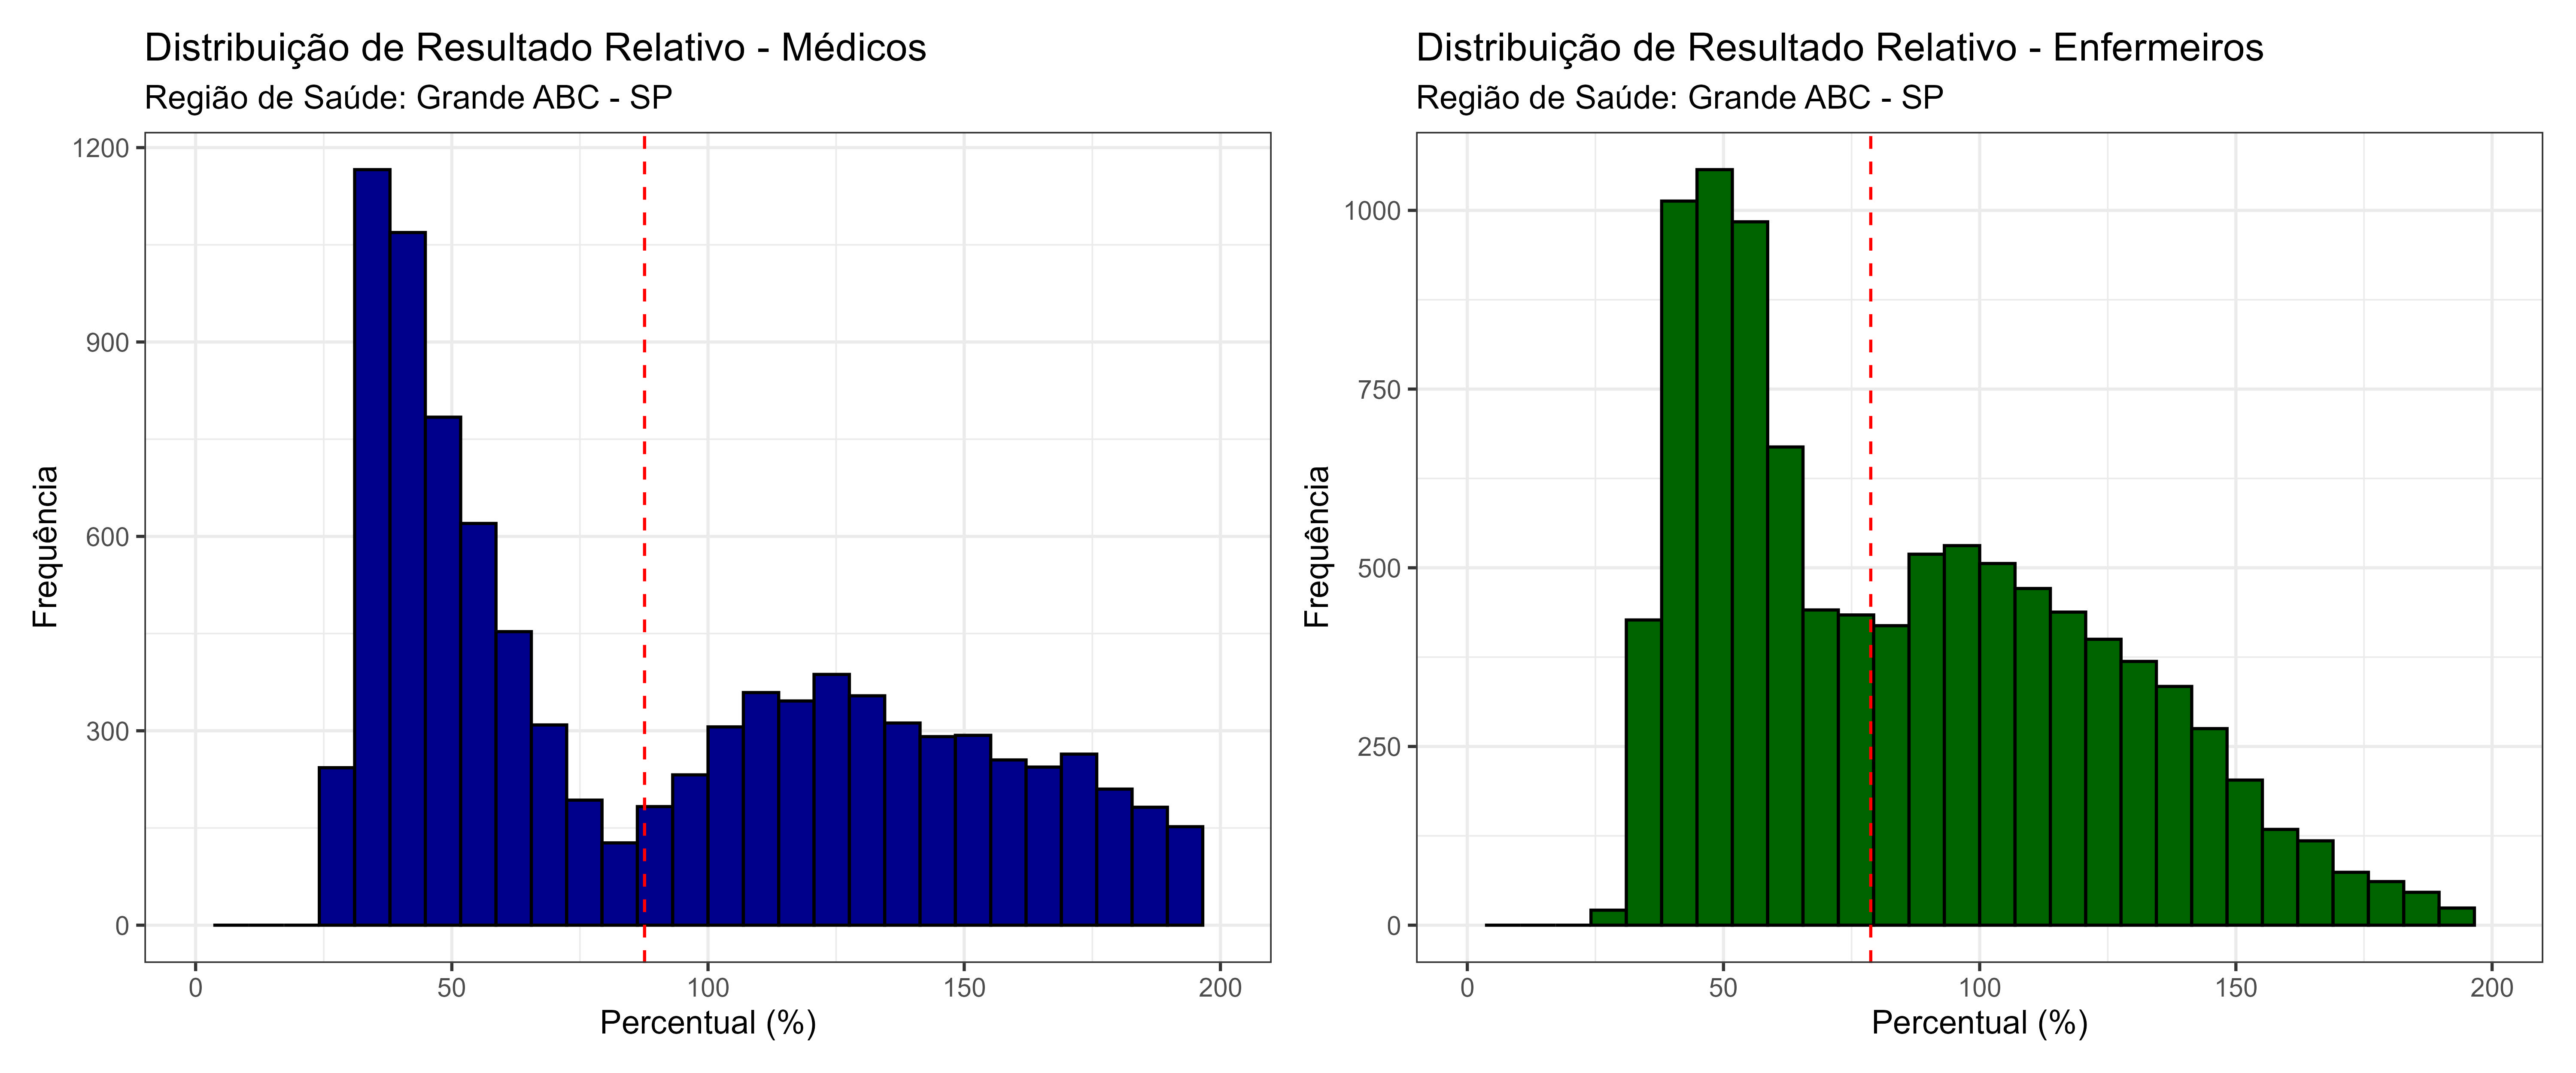 Distribuição de Resultado Relativo - Médicos
Região de Saúde: Grande ABC - SP
Frequência
1200
900
600
300
0
0 50 100 150 200
Percentual (%)
Distribuição de Resultado Relativo - Enfermeiros
Região de Saúde: Grande ABC - SP
Frequência
1000
750
500
250
0
0 50 100 150 200
Percentual (%)